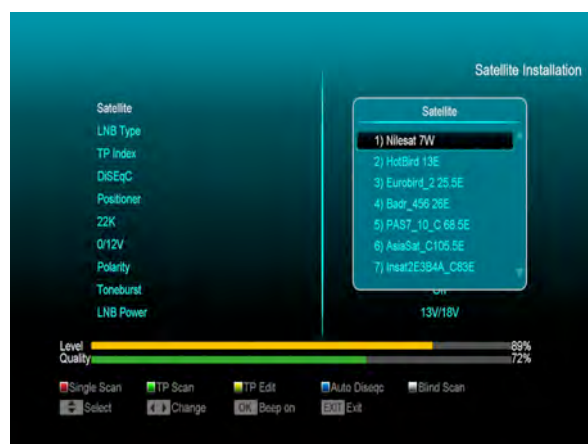 Satellite Installation
Satellite
LNB Type
TP Index
DiSEqC
Positioner
22K
0/12V
Polarity
Toneburst
LNB Power
Satellite
1) Nilesat 7W
2) HotBird 13E
3) Eurobird_2 25.5E
4) Badr_456 26E
5) PAS7_10_C 68.5E
6) AsiaSat_C105.5E
7) Insat2E3B4A_C83E
13V/18V
Level 89%
Quality 72%
Single Scan TP Scan TP Edit Auto Diseqc Blind Scan
Select Change OK Beep on EXIT Exit